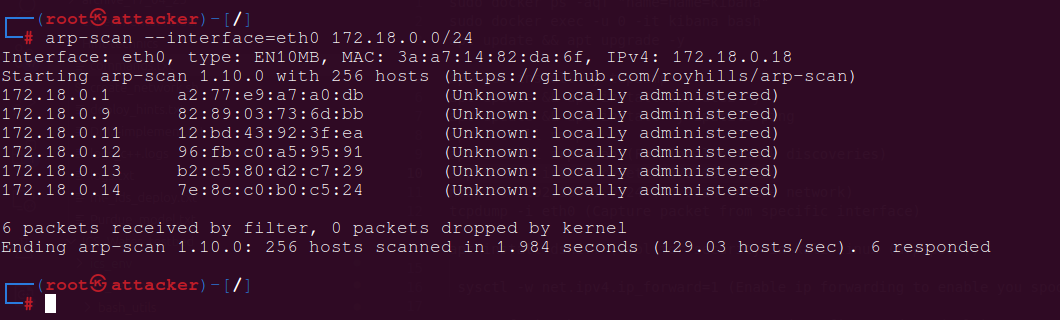 (root㉿attacker)-[/]
# arp-scan --interface=eth0 172.18.0.0/24
Interface: eth0, type: EN10MB, MAC: 3a:a7:14:82:da:6f, IPv4: 172.18.0.18
Starting arp-scan 1.10.0 with 256 hosts (https://github.com/royhills/arp-scan)
172.18.0.1 a2:77:e9:a7:a0:db (Unknown: locally administered)
172.18.0.9 82:89:03:73:6d:bb (Unknown: locally administered)
172.18.0.11 12:bd:43:92:3f:ea (Unknown: locally administered)
172.18.0.12 96:fb:c0:a5:95:91 (Unknown: locally administered)
172.18.0.13 b2:c5:80:d2:c7:29 (Unknown: locally administered)
172.18.0.14 7e:8c:c0:b0:c5:24 (Unknown: locally administered)
6 packets received by filter, 0 packets dropped by kernel
Ending arp-scan 1.10.0: 256 hosts scanned in 1.984 seconds (129.03 hosts/sec). 6 responded
(root㉿attacker)-[/]
#